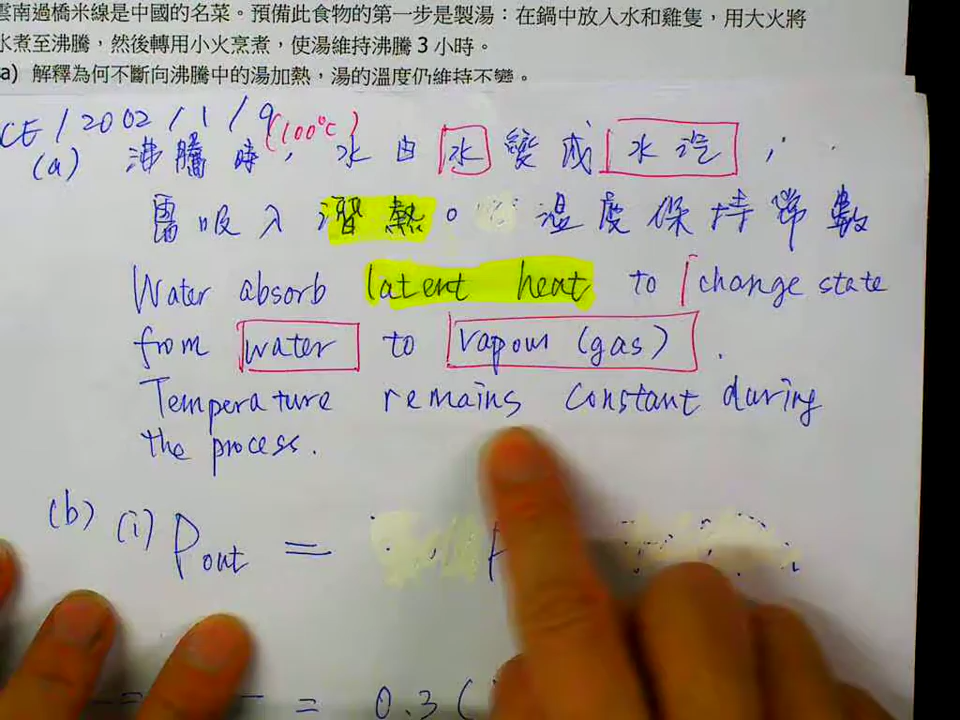 雲南過橋米線是中國的名菜。預備此食物的第一步是製湯：在鍋中放入水和雞隻，用大火將
水煮至沸騰，然後轉用小火烹煮，使湯維持沸騰 3 小時。
a) 解釋為何不斷向沸騰中的湯加熱，湯的溫度仍維持不變。
CE / 2002 / 1 / 9
(100°C)
(a) 沸騰時，水由水變成水汽，
需吸入潛熱。溫度保持常數
Water absorb latent heat to change state
from water to vapour (gas).
Temperature remains constant during
the process.
(b) (i) Pout =
= 0.3 (